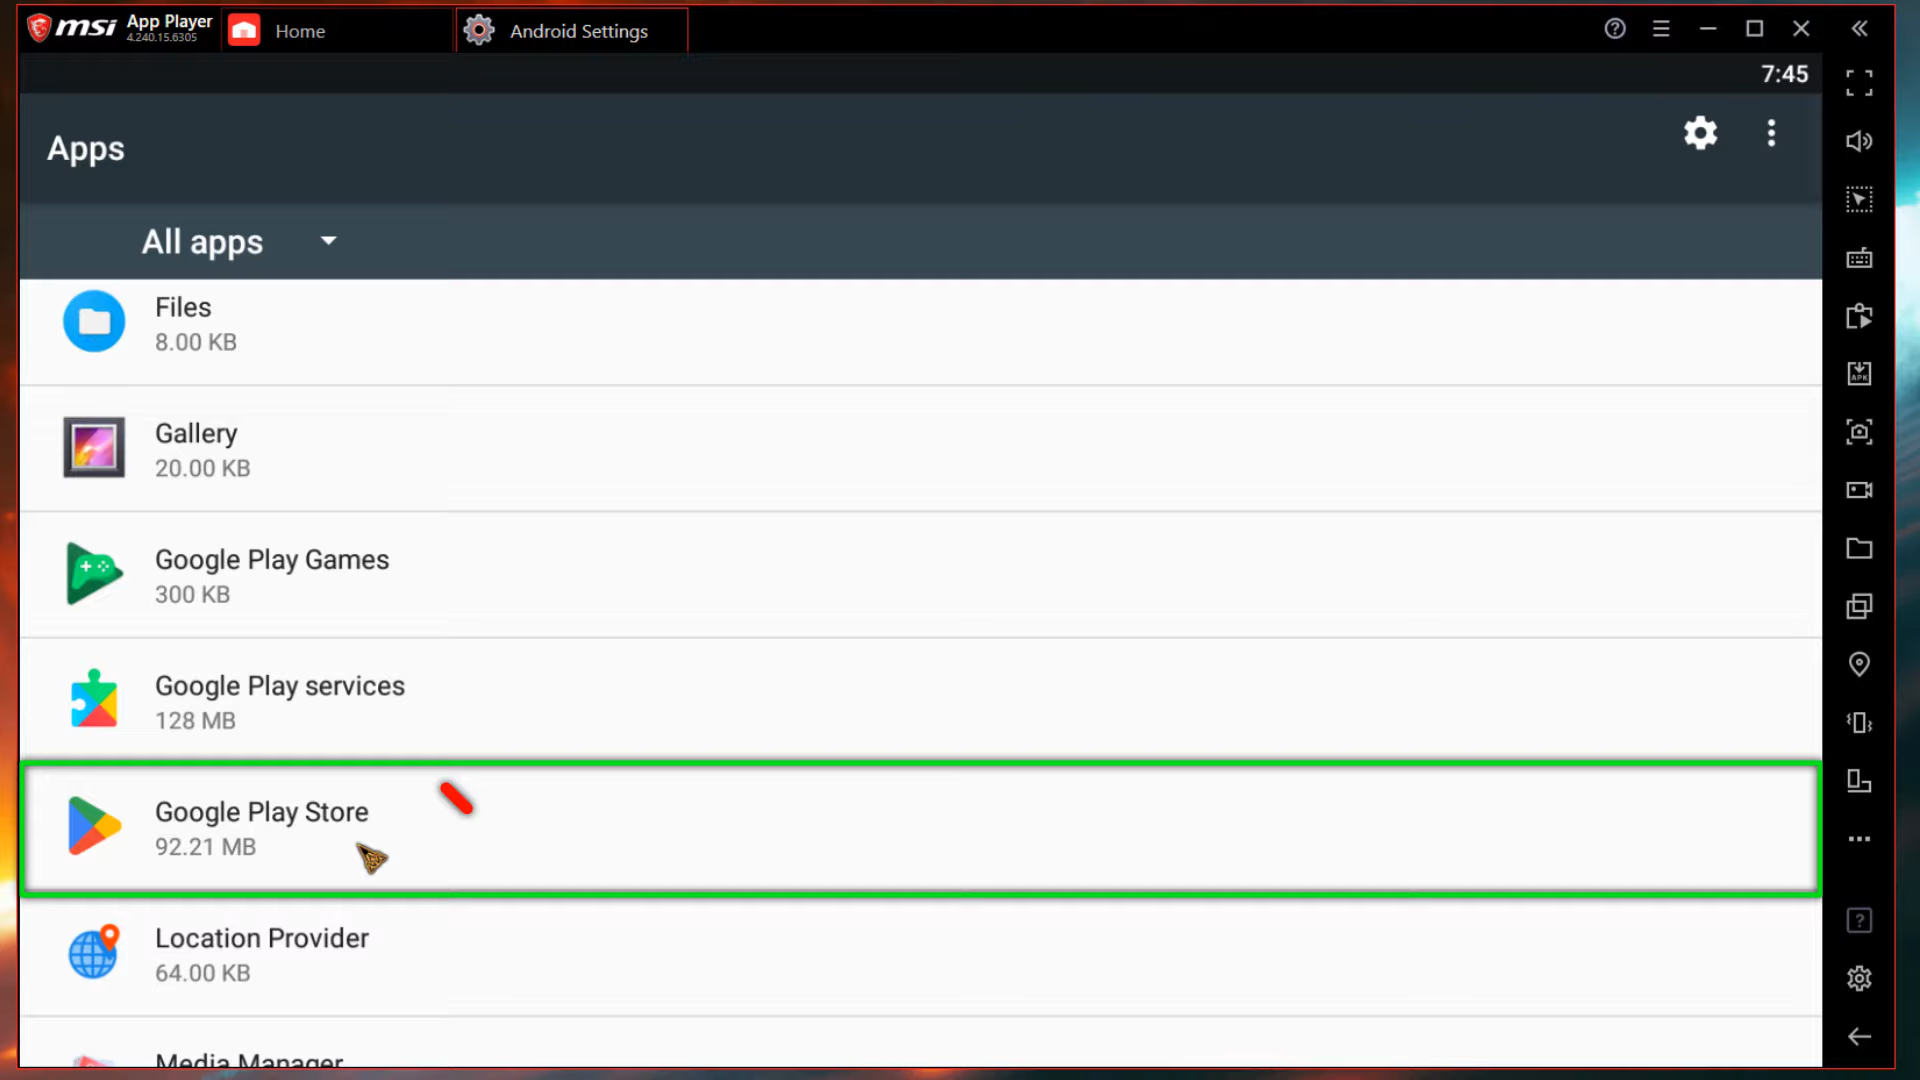 msi App Player
4.240.15.6305
Home
Android Settings
7:45
Apps
All apps
Files
8.00 KB
Gallery
20.00 KB
Google Play Games
300 KB
Google Play services
128 MB
Google Play Store
92.21 MB
Location Provider
64.00 KB
Media Manager
APK